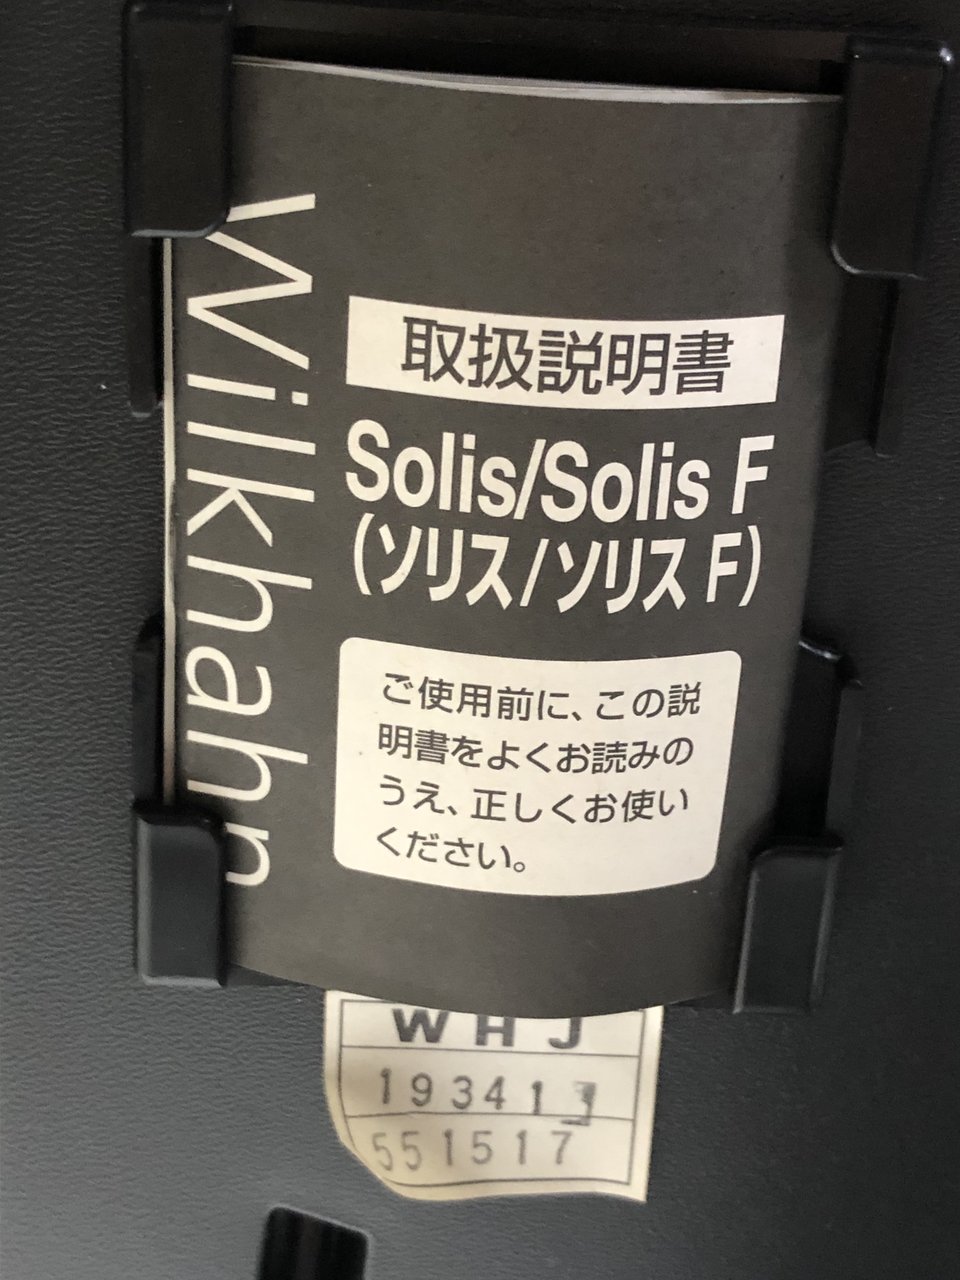 Wilkhahn
取扱説明書
Solis/Solis F
(ソリス/ソリス F)
ご使用前に、この説
明書をよくお読みの
うえ、正しくお使い
ください。
WHJ
19341
551517